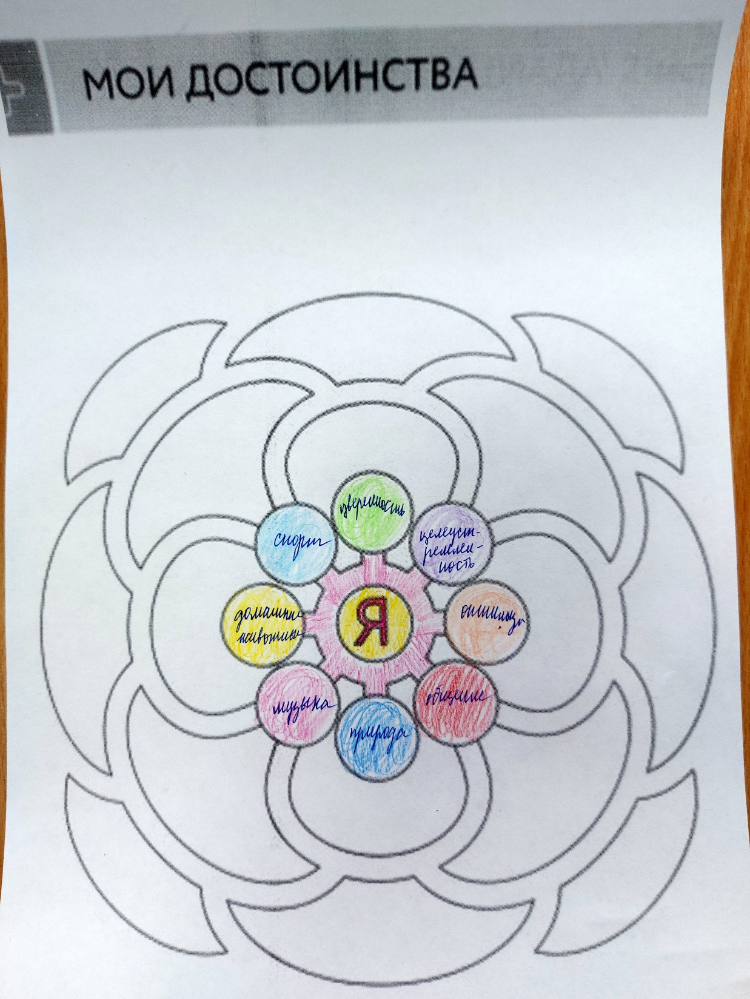 МОИ ДОСТОИНСТВА
уверенность
спорт
целеуст-
ремлен-
ность
домашние
животные
Я
музыка
общение
природа